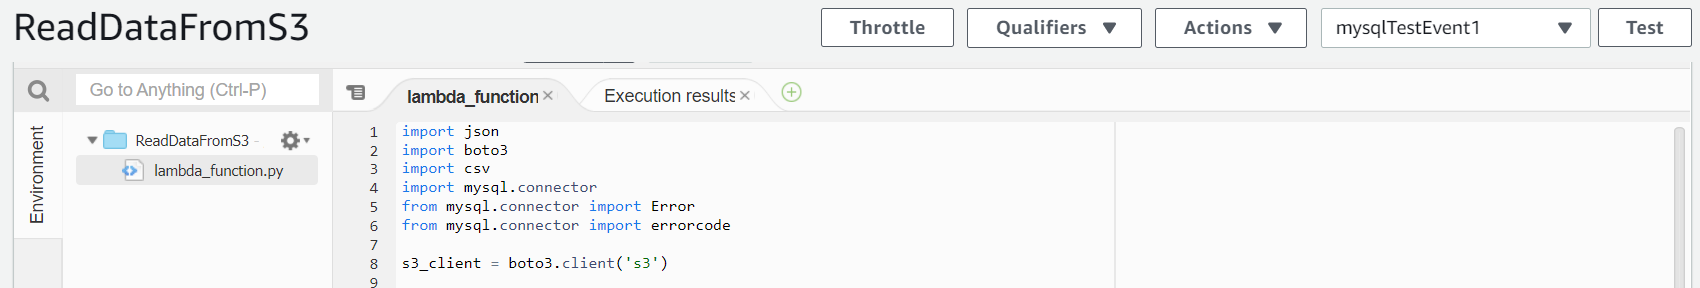 ReadDataFromS3
Throttle
Qualifiers
Actions
mysqlTestEvent1
Test
Go to Anything (Ctrl-P)
lambda_function
Execution results
Environment
ReadDataFromS3 -
lambda_function.py
1 import json
2 import boto3
3 import csv
4 import mysql.connector
5 from mysql.connector import Error
6 from mysql.connector import errorcode
7
8 s3_client = boto3.client('s3')
9